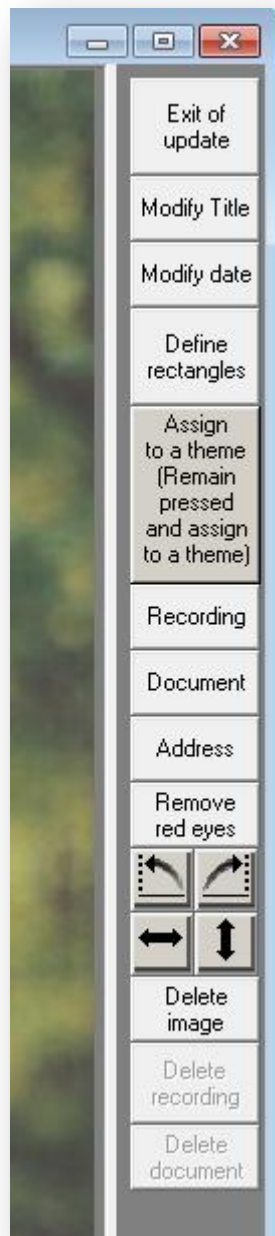 Exit of
update
Modify Title
Modify date
Define
rectangles
Assign
to a theme
(Remain
pressed
and assign
to a theme)
Recording
Document
Address
Remove
red eyes
Delete
image
Delete
recording
Delete
document